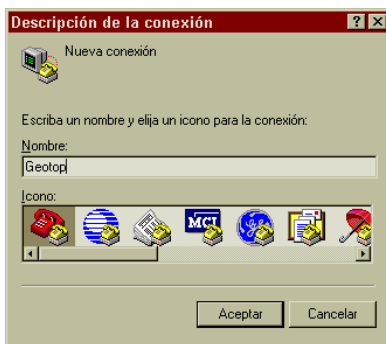 Descripción de la conexión
Nueva conexión
Escriba un nombre y elija un icono para la conexión:
Nombre:
Geotop
Icono:
MCI
Aceptar
Cancelar